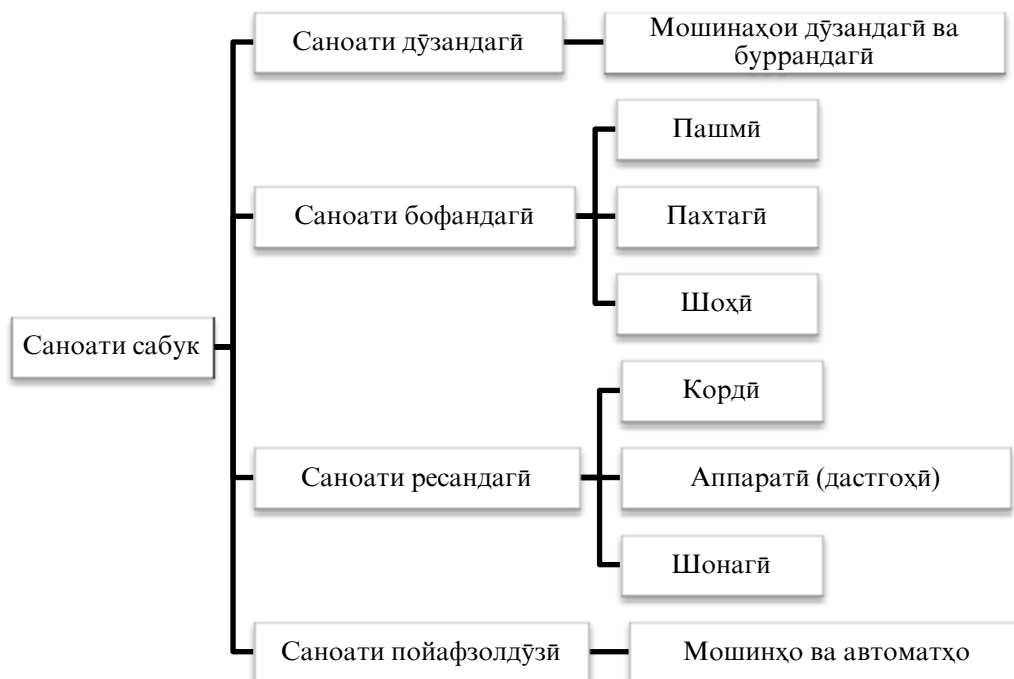 Саноати дӯзандагӣ
Мошинаҳои дӯзандагӣ ва
буррандагӣ
Пашмӣ
Саноати бофандагӣ
Пахтагӣ
Шоҳӣ
Саноати сабук
Кордӣ
Саноати ресандагӣ
Аппаратӣ (дастгоҳӣ)
Шонагӣ
Саноати пойафзолдӯзӣ
Мошинҳо ва автоматҳо